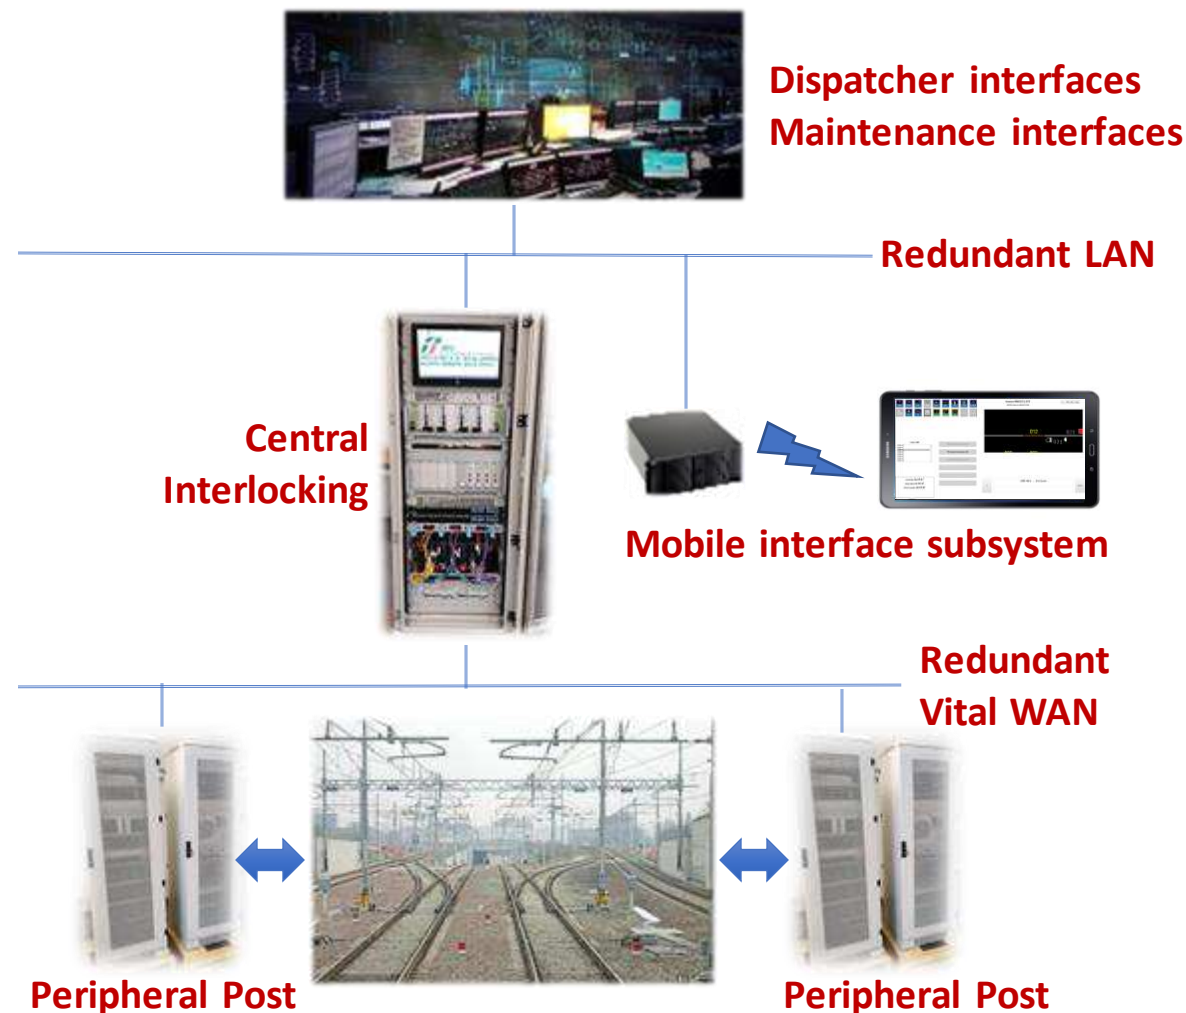 Dispatcher interfaces
Maintenance interfaces
Redundant LAN
Central
Interlocking
Mobile interface subsystem
Redundant
Vital WAN
Peripheral Post
Peripheral Post